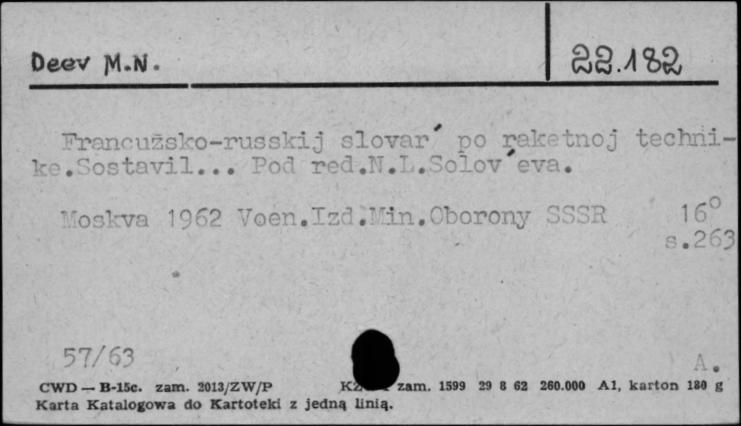 Deev M.N.
22.182
Francuźsko-russkij slovar´ po raketnoj techni-
ke.Sostavil... Pod red.N.L.Solov´eva.
Moskva 1962 Voen.Izd.Min.Oborony SSSR 16°
s.263
57/63
A.
CWD — B-15c. zam. 2013/ZW/P zam. 1599 29 8 62 260.000 A1, karton 180 g
Karta Katalogowa do Kartoteki z jedną linią.